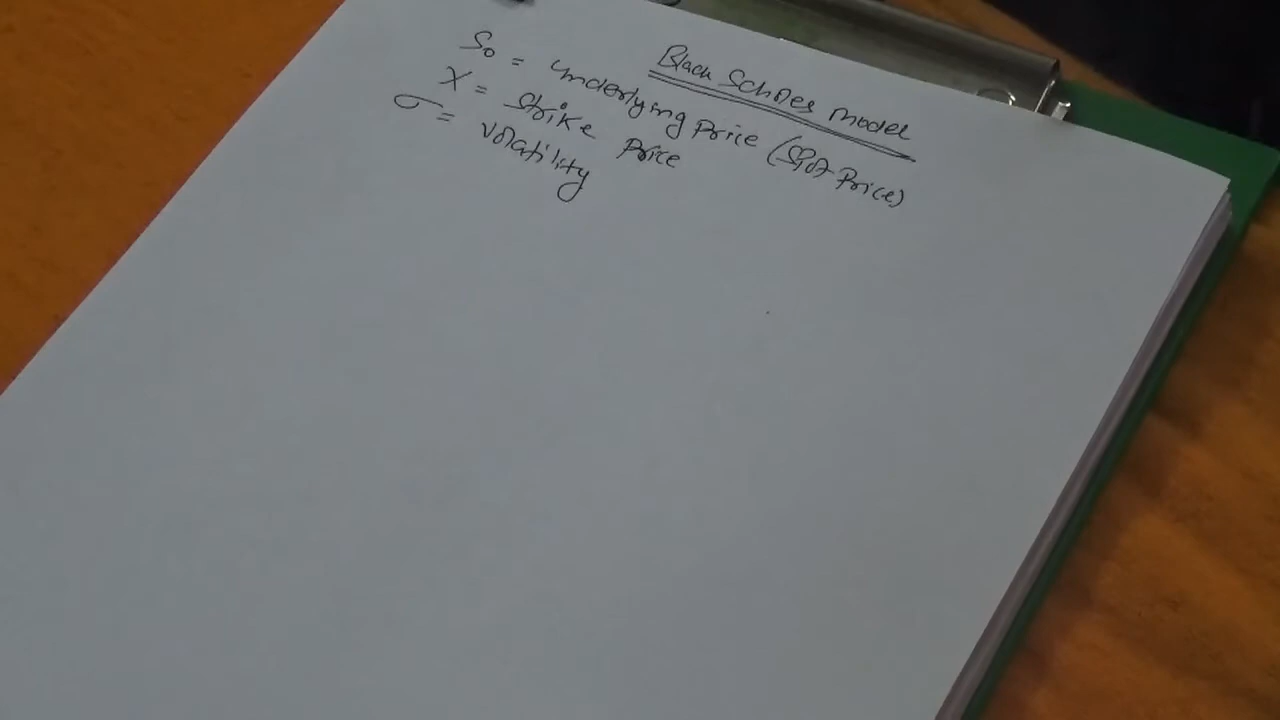 Black Scholes Model
S₀ = Underlying Price (Spot Price)
X = Strike Price
σ = Volatility